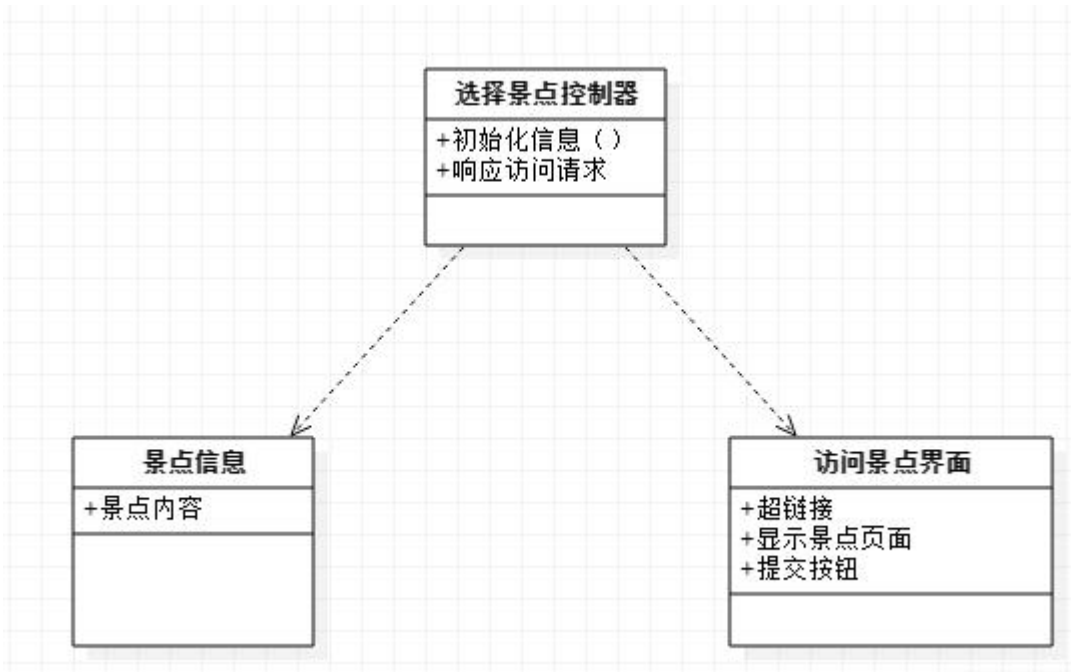 选择景点控制器
+初始化信息（）
+响应访问请求
景点信息
+景点内容
访问景点界面
+超链接
+显示景点页面
+提交按钮